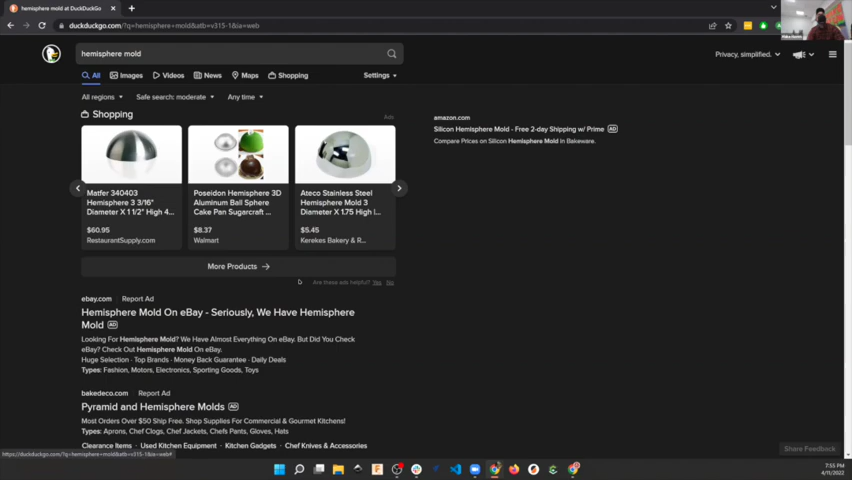 hemisphere mold at DuckDuckGo
duckduckgo.com/?q=hemisphere+mold&atb=v315-1&ia=web
hemisphere mold
Privacy, simplified.
All Images Videos News Maps Shopping Settings
All regions Safe search: moderate Any time
Shopping
Ads
Matfer 340403
Hemisphere 3 3/16"
Diameter X 1 1/2" High 4...
$60.95
RestaurantSupply.com
Poseidon Hemisphere 3D
Aluminum Ball Sphere
Cake Pan Sugarcraft ...
$8.37
Walmart
Ateco Stainless Steel
Hemisphere Mold 3
Diameter X 1.75 High |...
$5.45
Kerekes Bakery & R...
More Products
Are these ads helpful? Yes No
amazon.com
Silicon Hemisphere Mold - Free 2-day Shipping w/ Prime AD
Compare Prices on Silicon Hemisphere Mold in Bakeware.
ebay.com Report Ad
Hemisphere Mold On eBay - Seriously, We Have Hemisphere
Mold AD
Looking For Hemisphere Mold? We Have Almost Everything On eBay. But Did You Check
eBay? Check Out Hemisphere Mold On eBay.
Huge Selection · Top Brands · Money Back Guarantee · Daily Deals
Types: Fashion, Motors, Electronics, Sporting Goods, Toys
bakedeco.com Report Ad
Pyramid and Hemisphere Molds AD
Most Orders Over $50 Ship Free. Shop Supplies For Commercial & Gourmet Kitchens!
Types: Aprons, Chef Clogs, Chef Jackets, Chefs Pants, Gloves, Hats
Clearance Items · Used Kitchen Equipment · Kitchen Gadgets · Chef Knives & Accessories
Share Feedback
https://duckduckgo.com/?q=hemisphere+mold&atb=v315-1&ia=web#
7:55 PM
4/11/2022